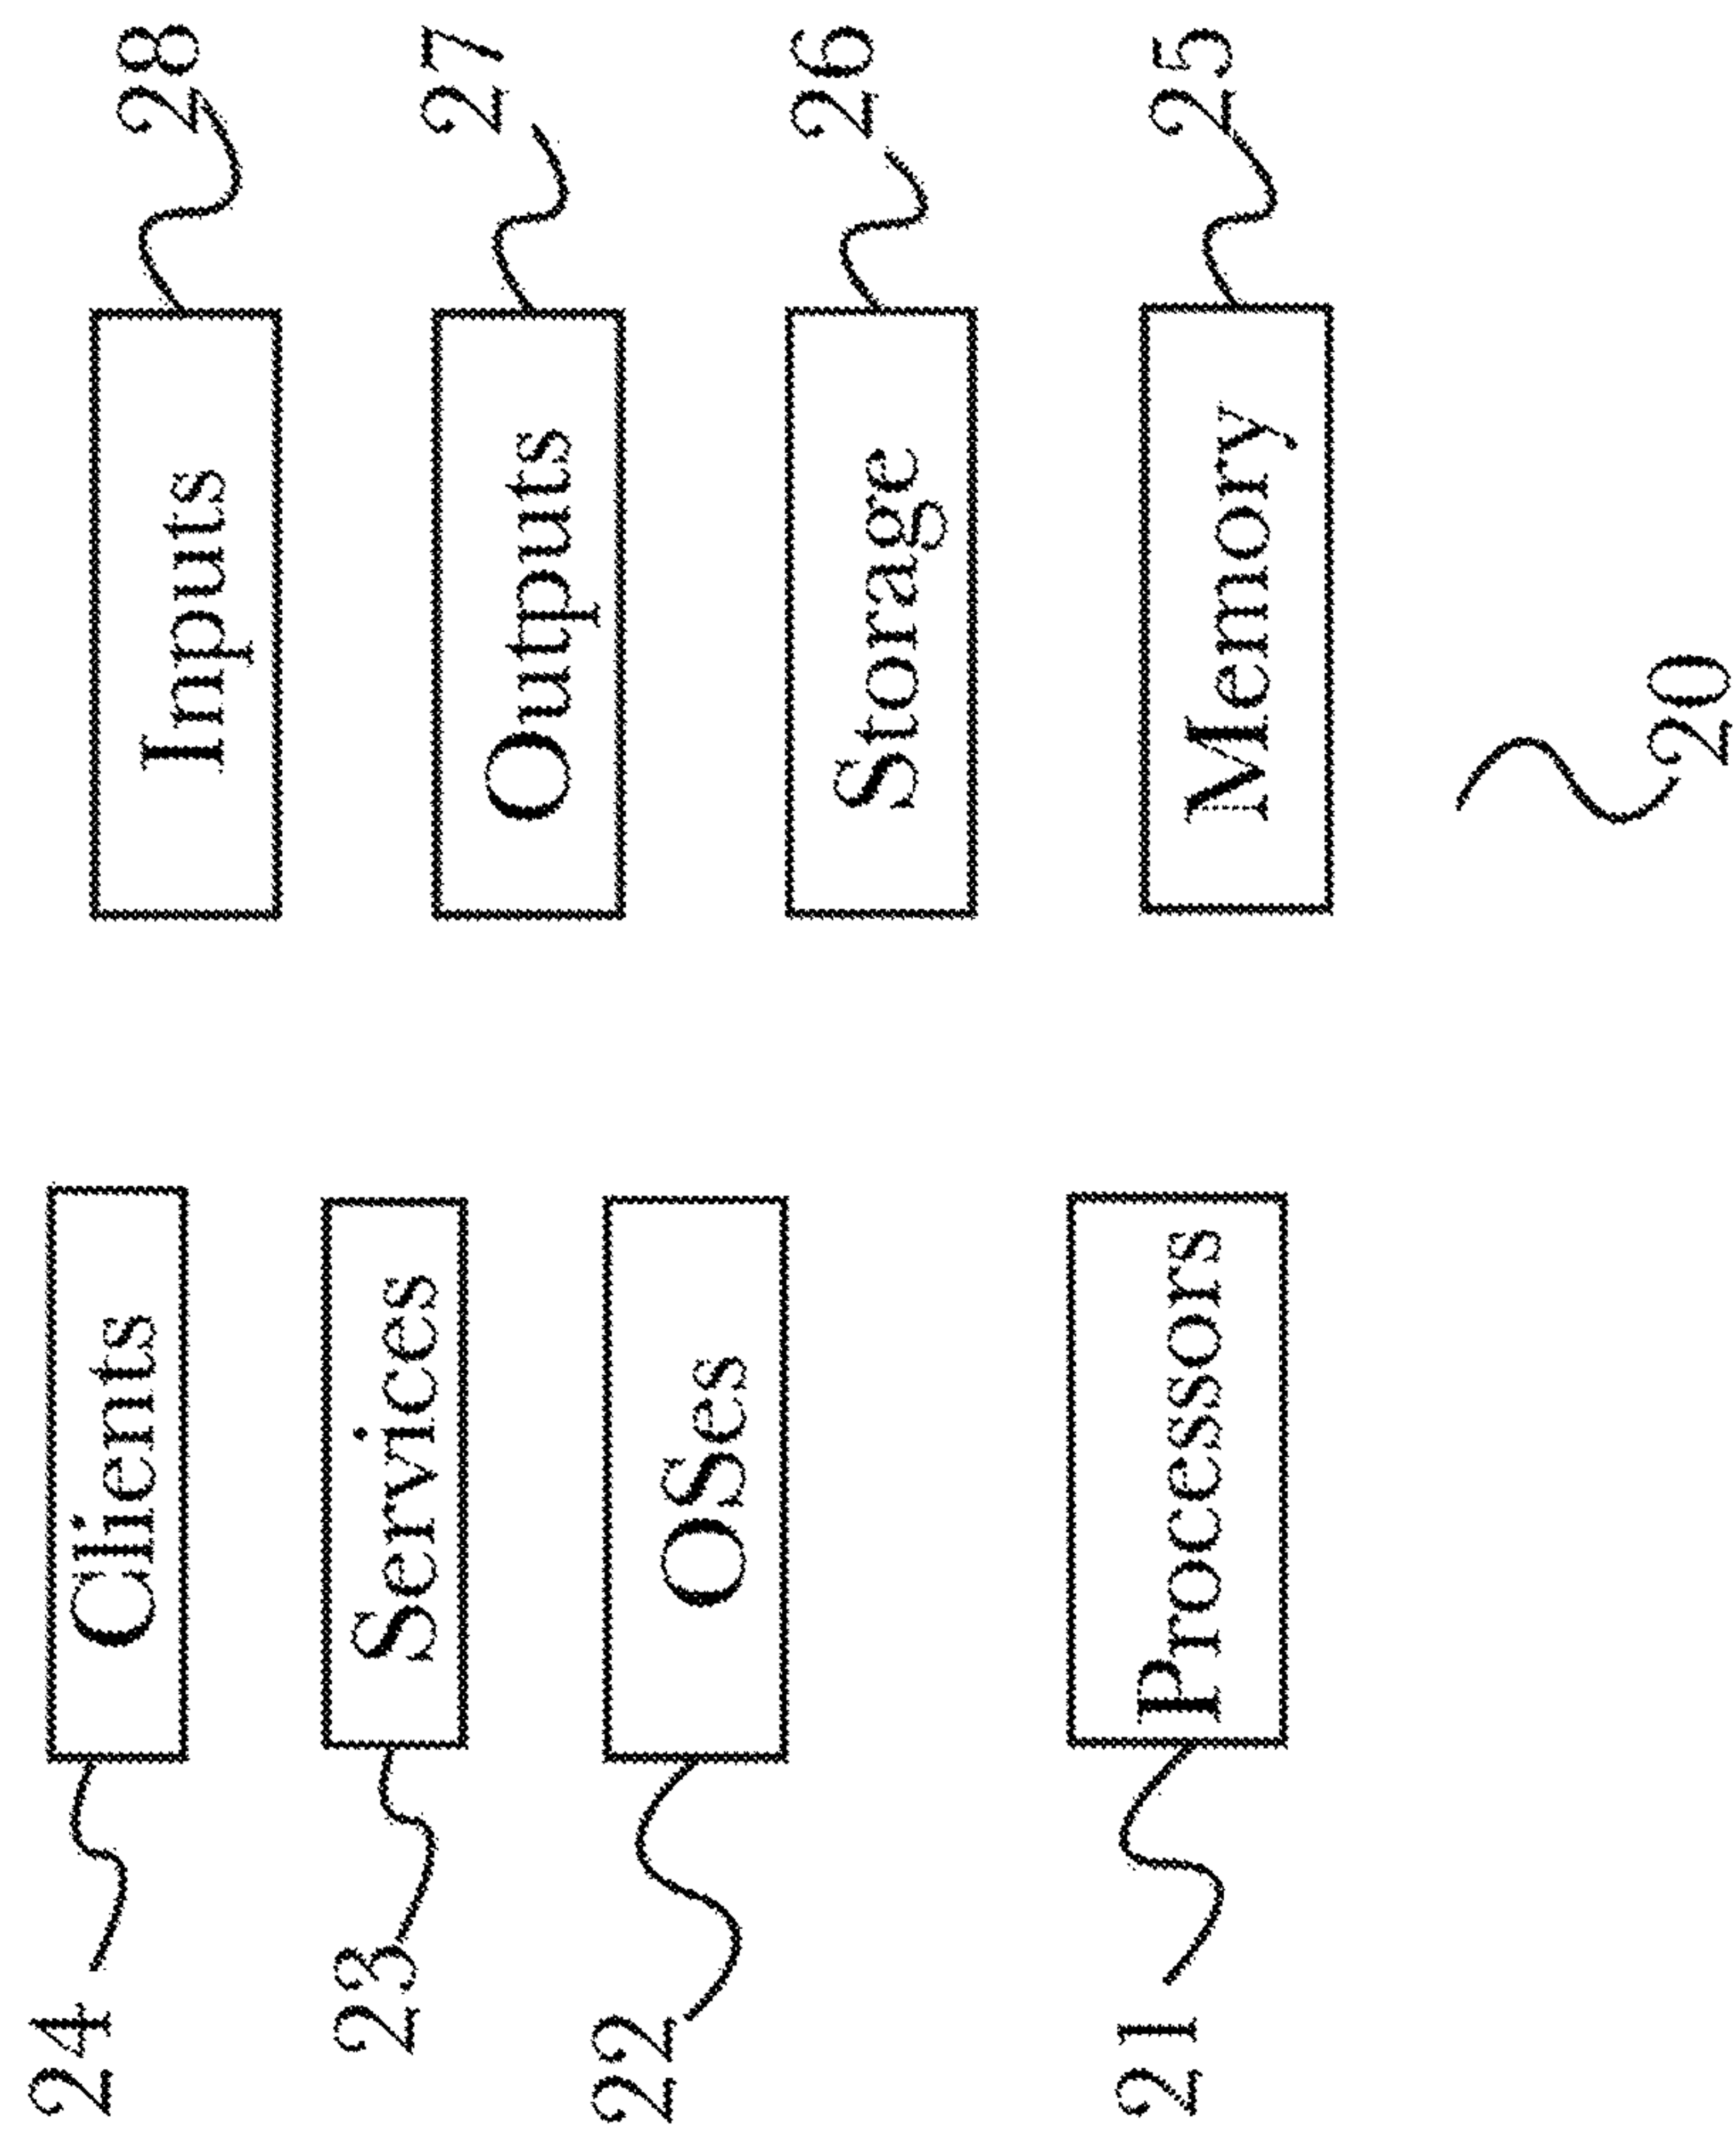 24 Clients Inputs 28
23 Services Outputs 27
22 OSes Storage 26
21 Processors Memory 25
20